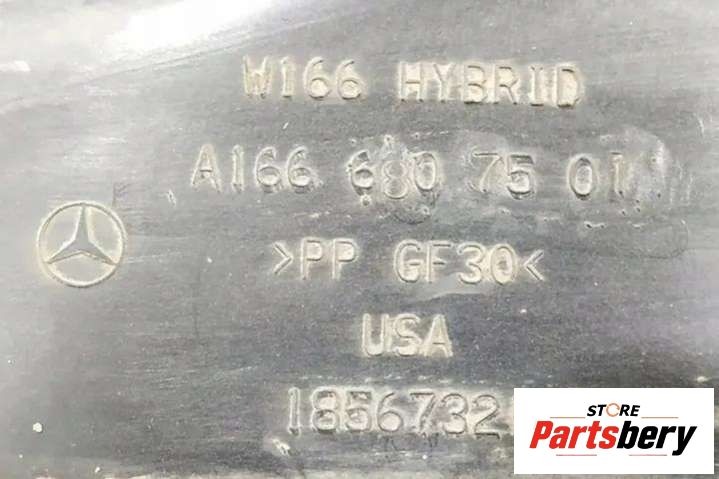 W166 HYBRID
A166 680 75 01
>PP GF30<
USA
1856732
STORE
Partsbery